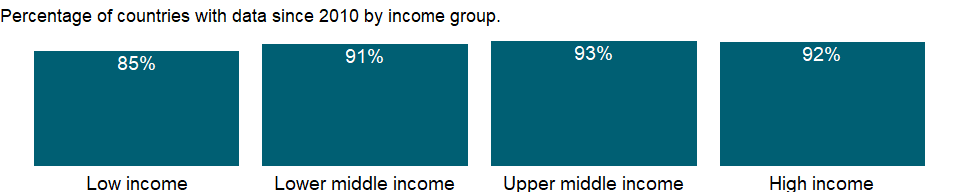 Percentage of countries with data since 2010 by income group.
85% 91% 93% 92%
Low income Lower middle income Upper middle income High income